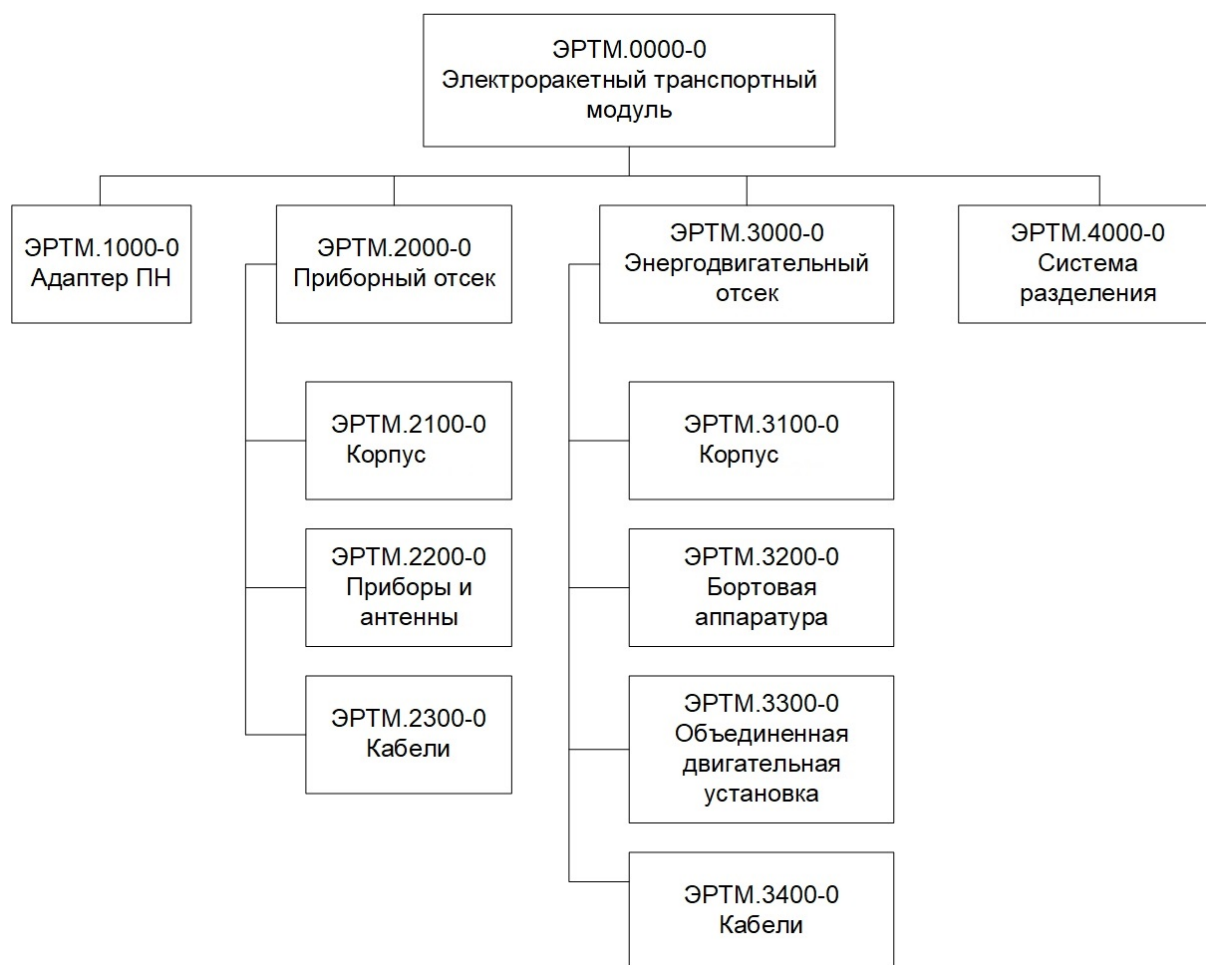 ЭРТМ.0000-0
Электроракетный транспортный
модуль
ЭРТМ.1000-0
Адаптер ПН
ЭРТМ.2000-0
Приборный отсек
ЭРТМ.3000-0
Энергодвигательный
отсек
ЭРТМ.4000-0
Система
разделения
ЭРТМ.2100-0
Корпус
ЭРТМ.2200-0
Приборы и
антенны
ЭРТМ.2300-0
Кабели
ЭРТМ.3100-0
Корпус
ЭРТМ.3200-0
Бортовая
аппаратура
ЭРТМ.3300-0
Объединенная
двигательная
установка
ЭРТМ.3400-0
Кабели